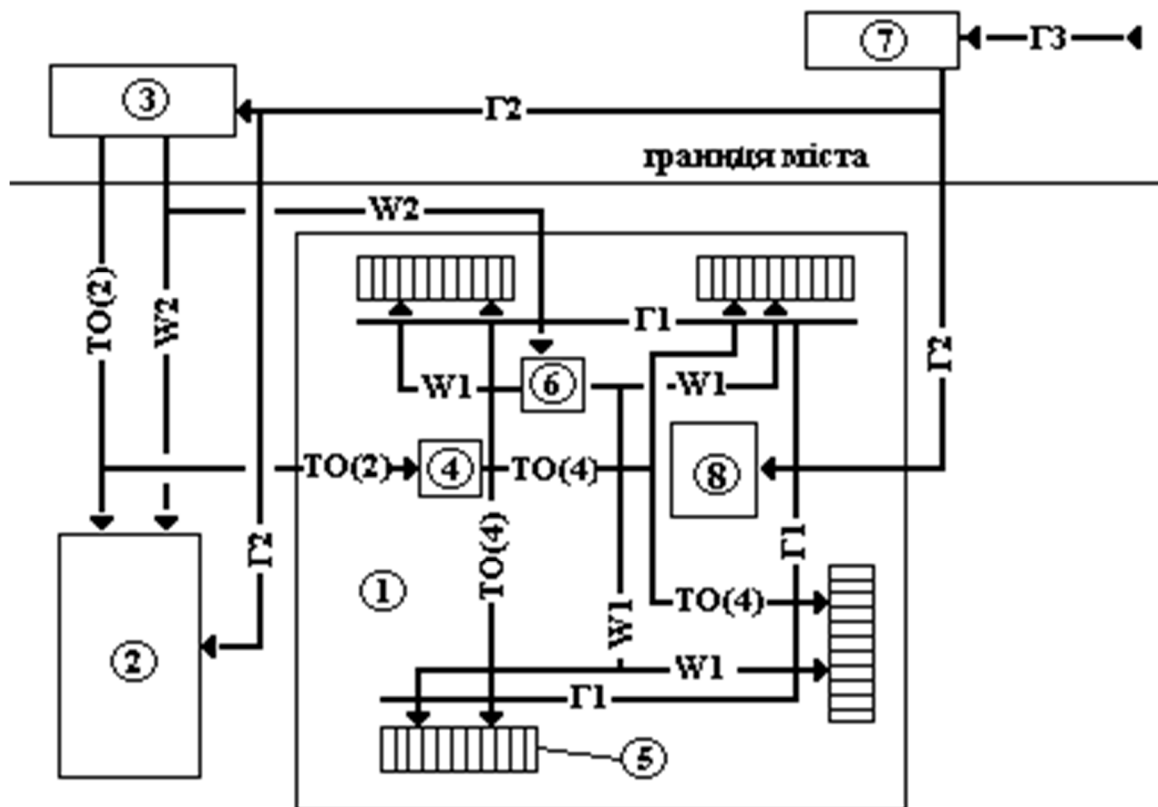 7
Г3
3
Г2
границя міста
W2
ТО(2)
W2
Г1
Г2
W1
6
W1
ТО(2)
4
ТО(4)
8
Г2
ТО(4)
Г1
1
ТО(4)
W1
2
W1
Г1
5